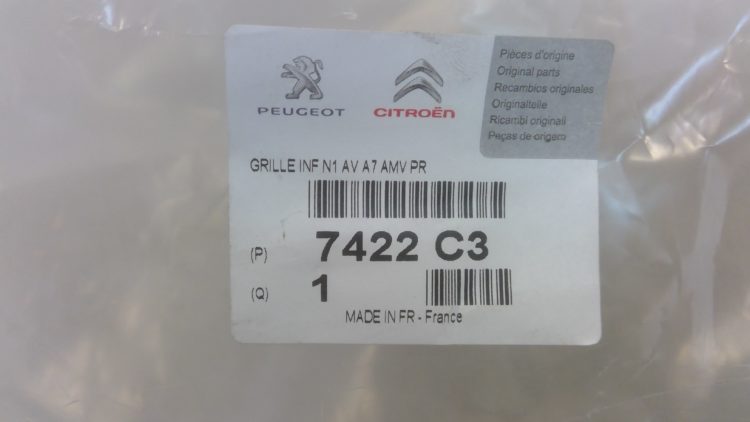 PEUGEOT
CITROËN
Pièces d'origine
Original parts
Recambios originales
Originalteile
Ricambi originali
Peças de origem
GRILLE INF N1 AV A7 AMV PR
(P) 7422 C3
(Q) 1
MADE IN FR - France